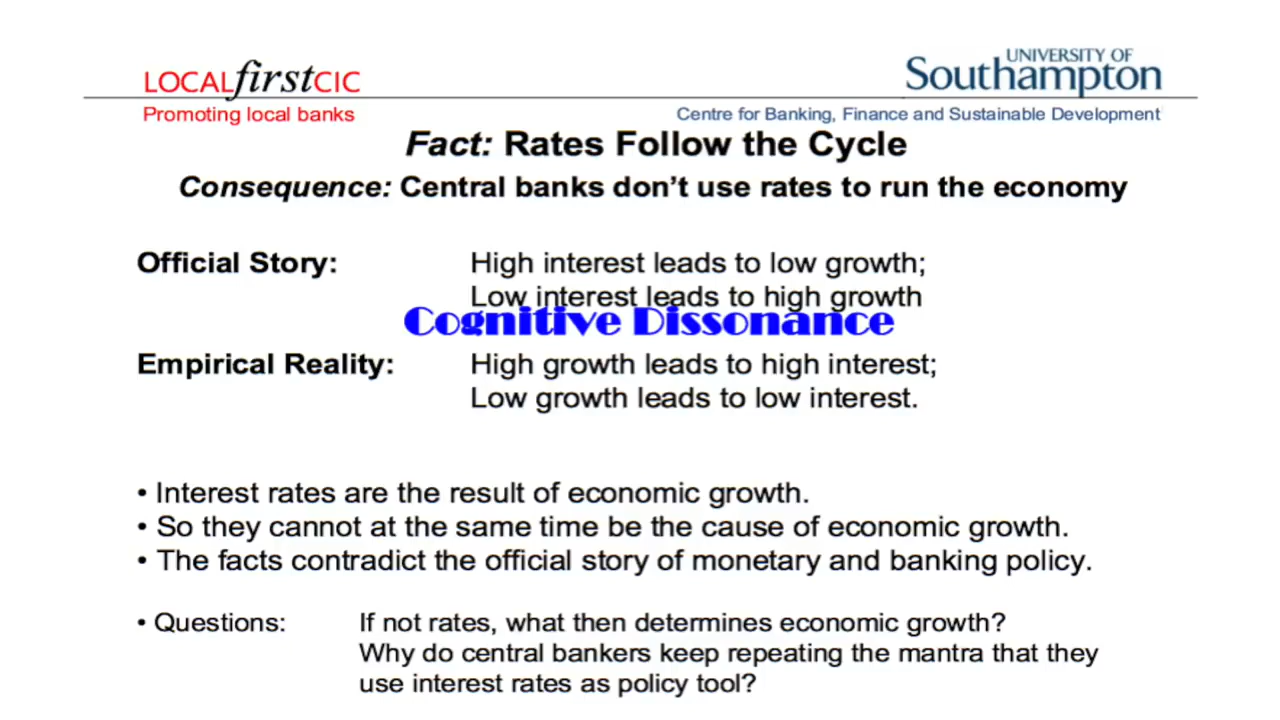 LOCALfirstCIC
UNIVERSITY OF
Southampton
Promoting local banks
Centre for Banking, Finance and Sustainable Development
Fact: Rates Follow the Cycle
Consequence: Central banks don't use rates to run the economy
Official Story: High interest leads to low growth;
Low interest leads to high growth
Cognitive Dissonance
Empirical Reality: High growth leads to high interest;
Low growth leads to low interest.
• Interest rates are the result of economic growth.
• So they cannot at the same time be the cause of economic growth.
• The facts contradict the official story of monetary and banking policy.
• Questions: If not rates, what then determines economic growth?
Why do central bankers keep repeating the mantra that they
use interest rates as policy tool?